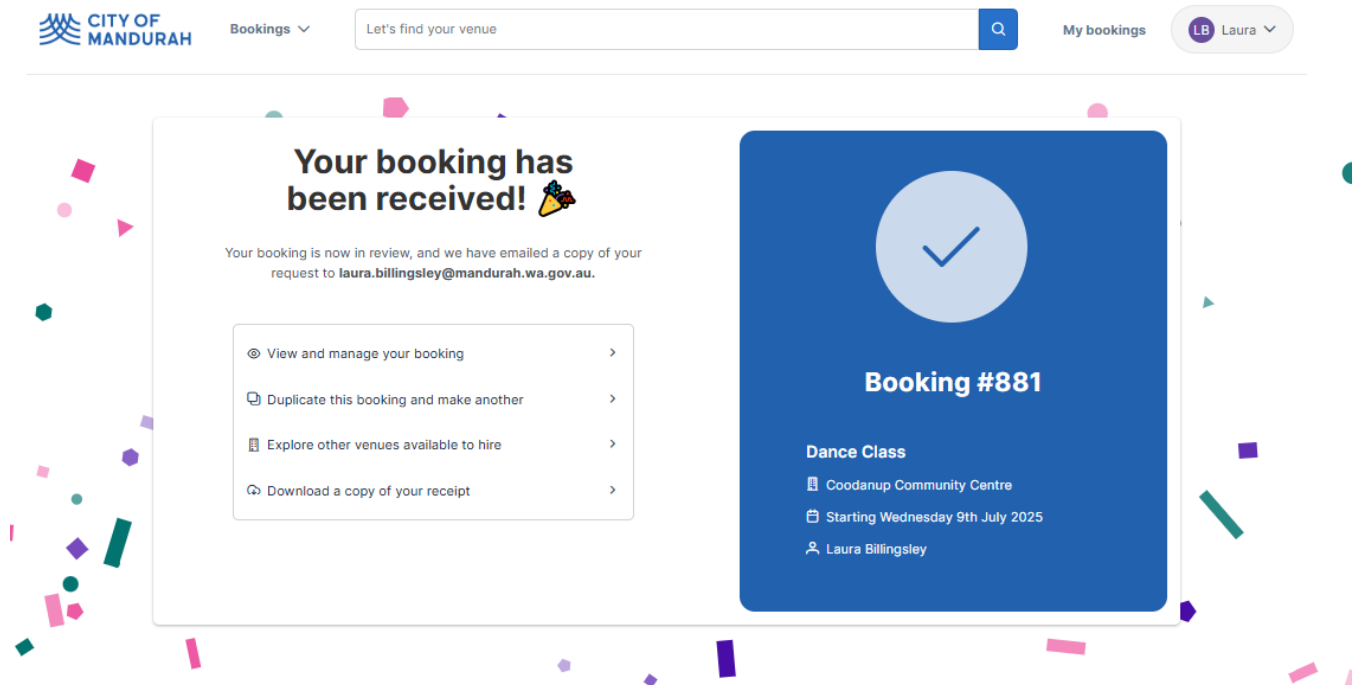 CITY OF
MANDURAH
Bookings
Let's find your venue
My bookings
LB Laura
Your booking has
been received!
Your booking is now in review, and we have emailed a copy of your
request to laura.billingsley@mandurah.wa.gov.au.
View and manage your booking
Duplicate this booking and make another
Explore other venues available to hire
Download a copy of your receipt
Booking #881
Dance Class
Coodanup Community Centre
Starting Wednesday 9th July 2025
Laura Billingsley